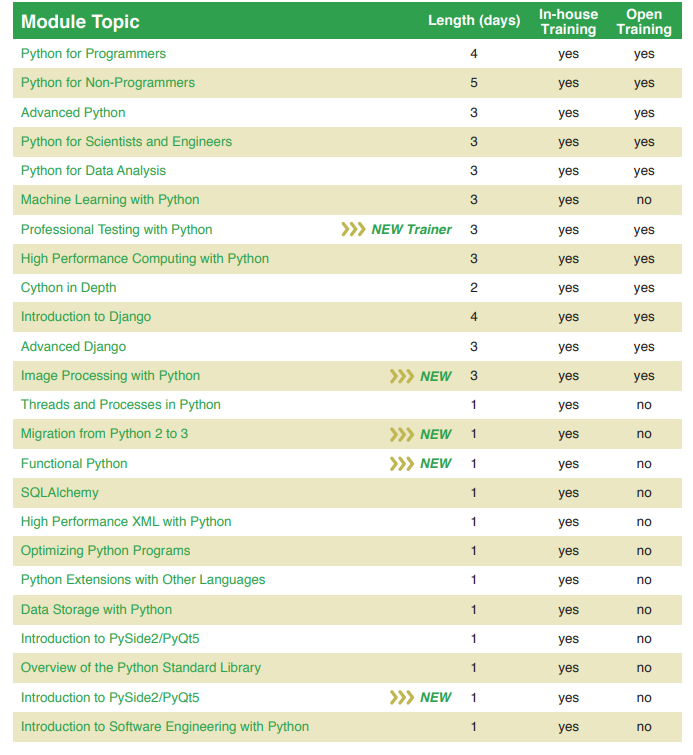 Module Topic Length (days) In-house Training Open Training
Python for Programmers 4 yes yes
Python for Non-Programmers 5 yes yes
Advanced Python 3 yes yes
Python for Scientists and Engineers 3 yes yes
Python for Data Analysis 3 yes yes
Machine Learning with Python 3 yes no
Professional Testing with Python NEW Trainer 3 yes yes
High Performance Computing with Python 3 yes yes
Cython in Depth 2 yes yes
Introduction to Django 4 yes yes
Advanced Django 3 yes yes
Image Processing with Python NEW 3 yes yes
Threads and Processes in Python 1 yes no
Migration from Python 2 to 3 NEW 1 yes no
Functional Python NEW 1 yes no
SQLAlchemy 1 yes no
High Performance XML with Python 1 yes no
Optimizing Python Programs 1 yes no
Python Extensions with Other Languages 1 yes no
Data Storage with Python 1 yes no
Introduction to PySide2/PyQt5 1 yes no
Overview of the Python Standard Library 1 yes no
Introduction to PySide2/PyQt5 NEW 1 yes no
Introduction to Software Engineering with Python 1 yes no